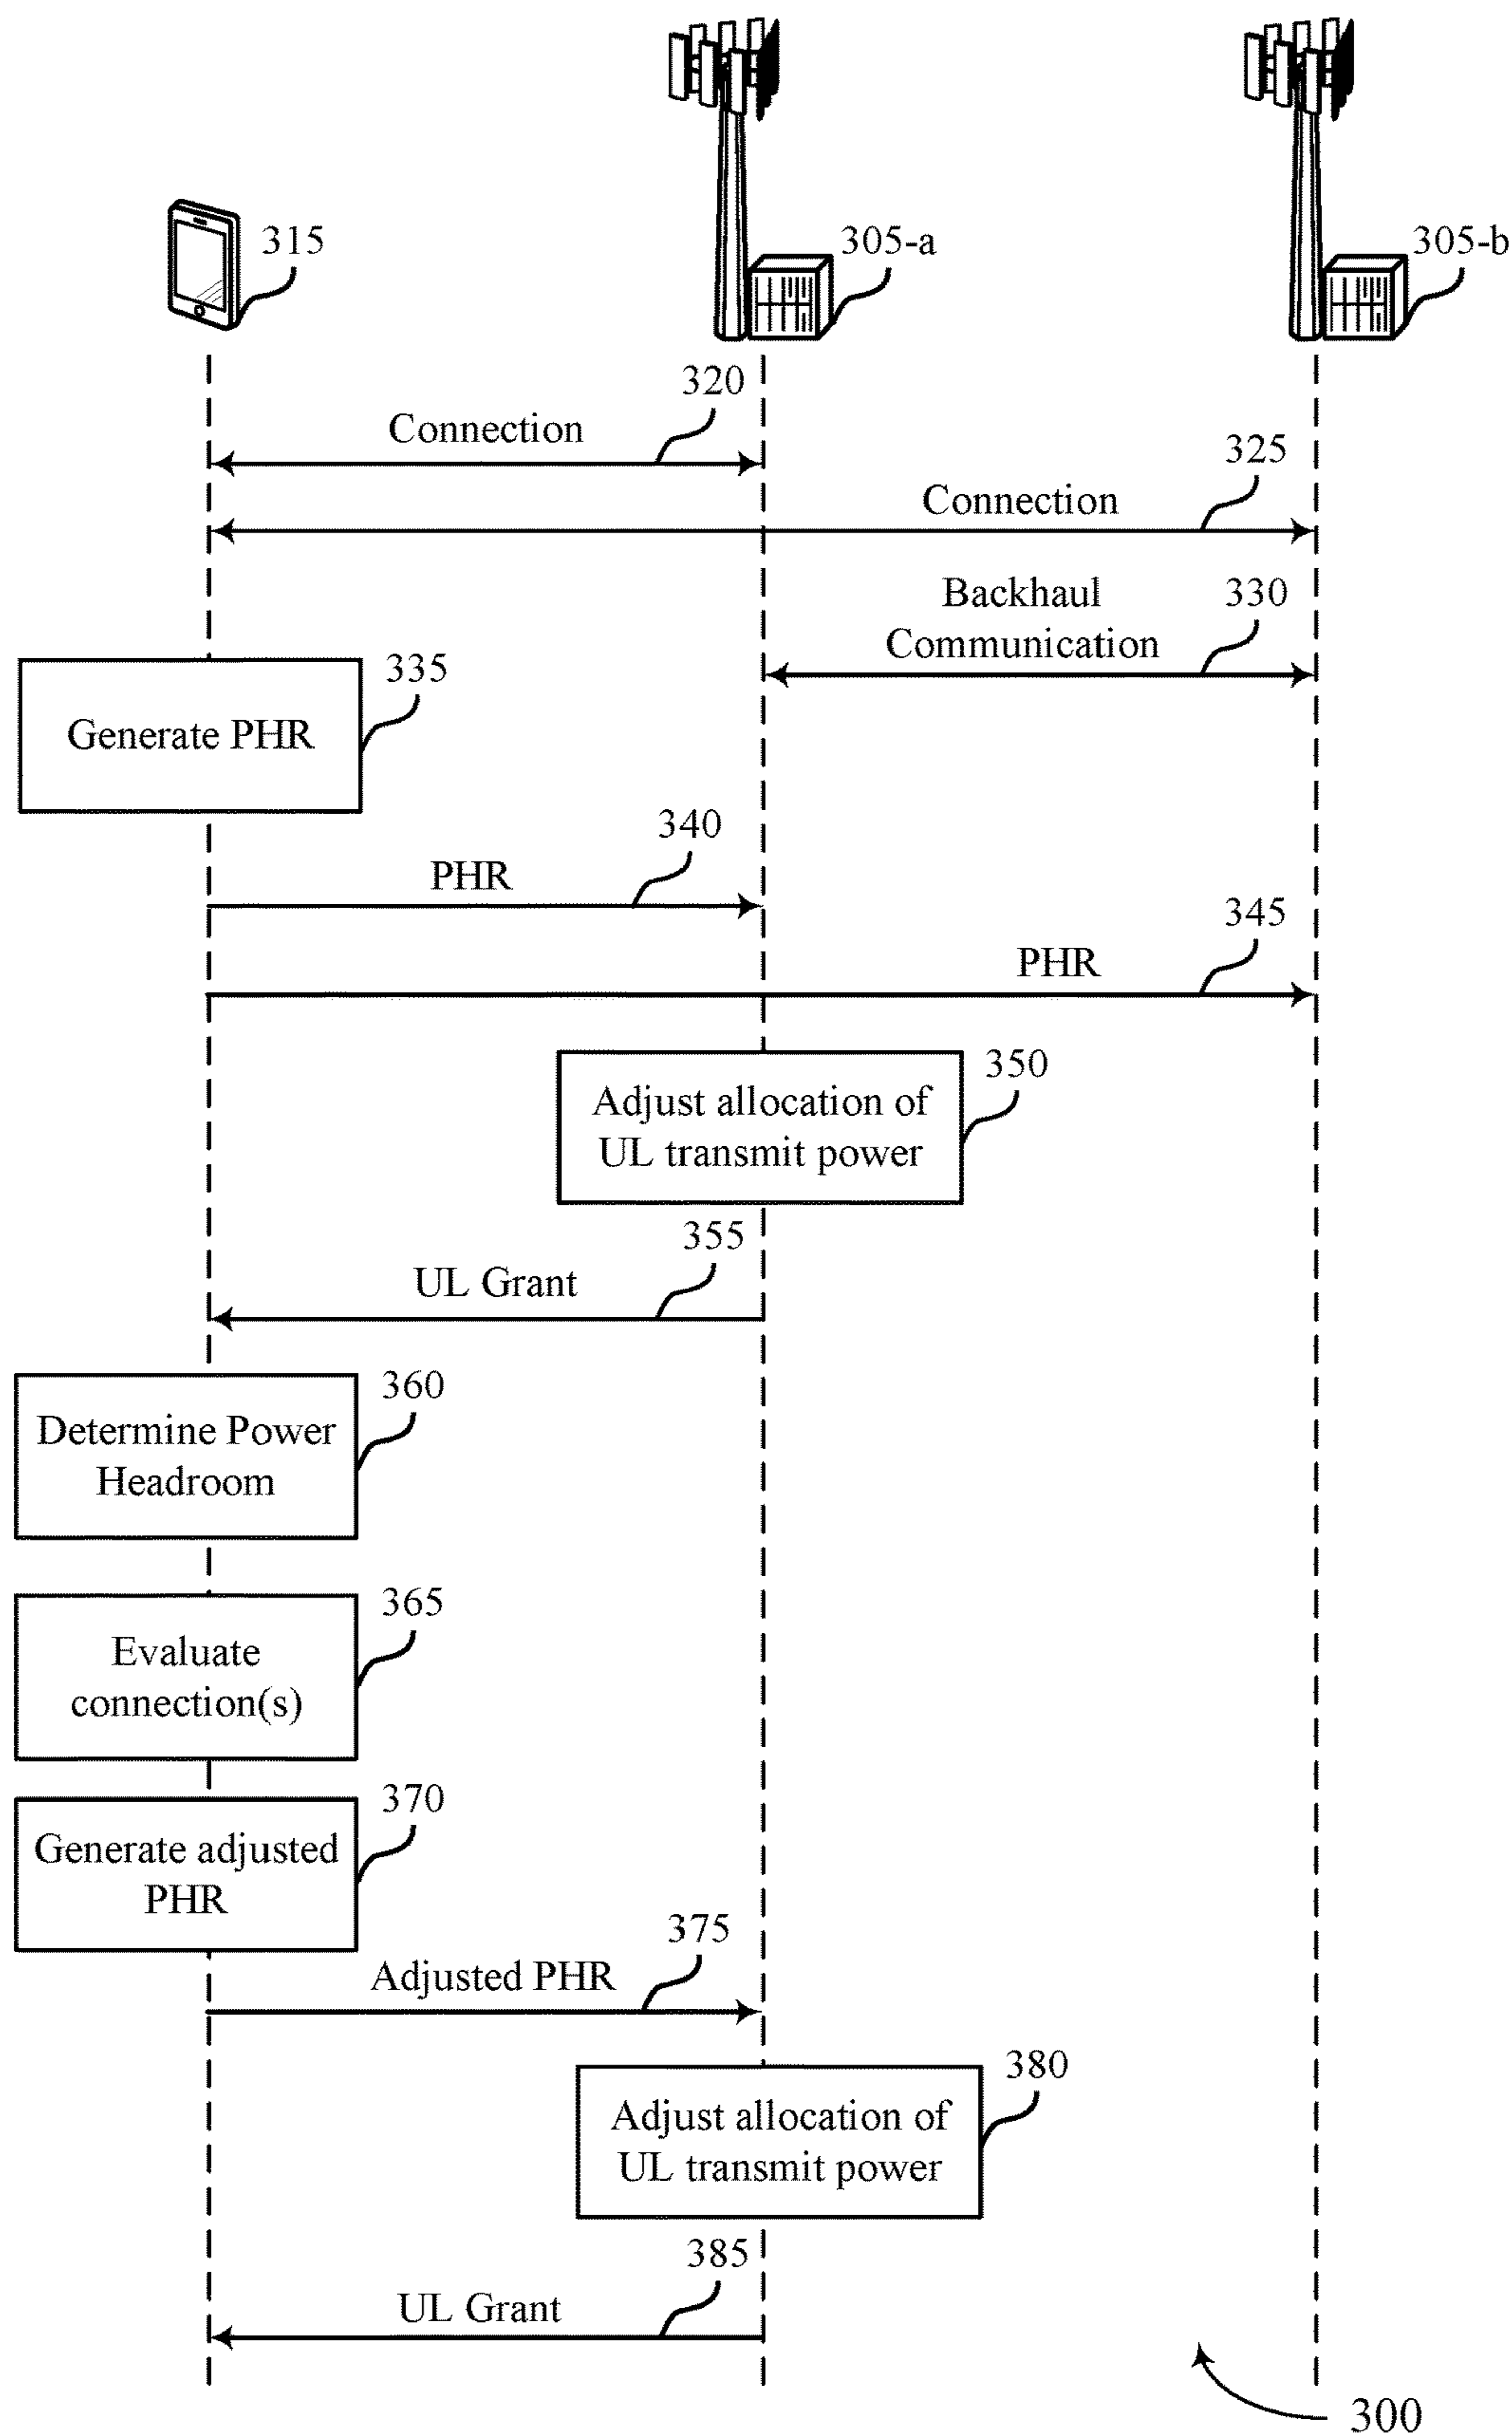 315
305-a
305-b
320
Connection
325
Connection
Backhaul
Communication
330
335
Generate PHR
340
PHR
345
PHR
350
Adjust allocation of
UL transmit power
355
UL Grant
360
Determine Power
Headroom
365
Evaluate
connection(s)
370
Generate adjusted
PHR
375
Adjusted PHR
380
Adjust allocation of
UL transmit power
385
UL Grant
300